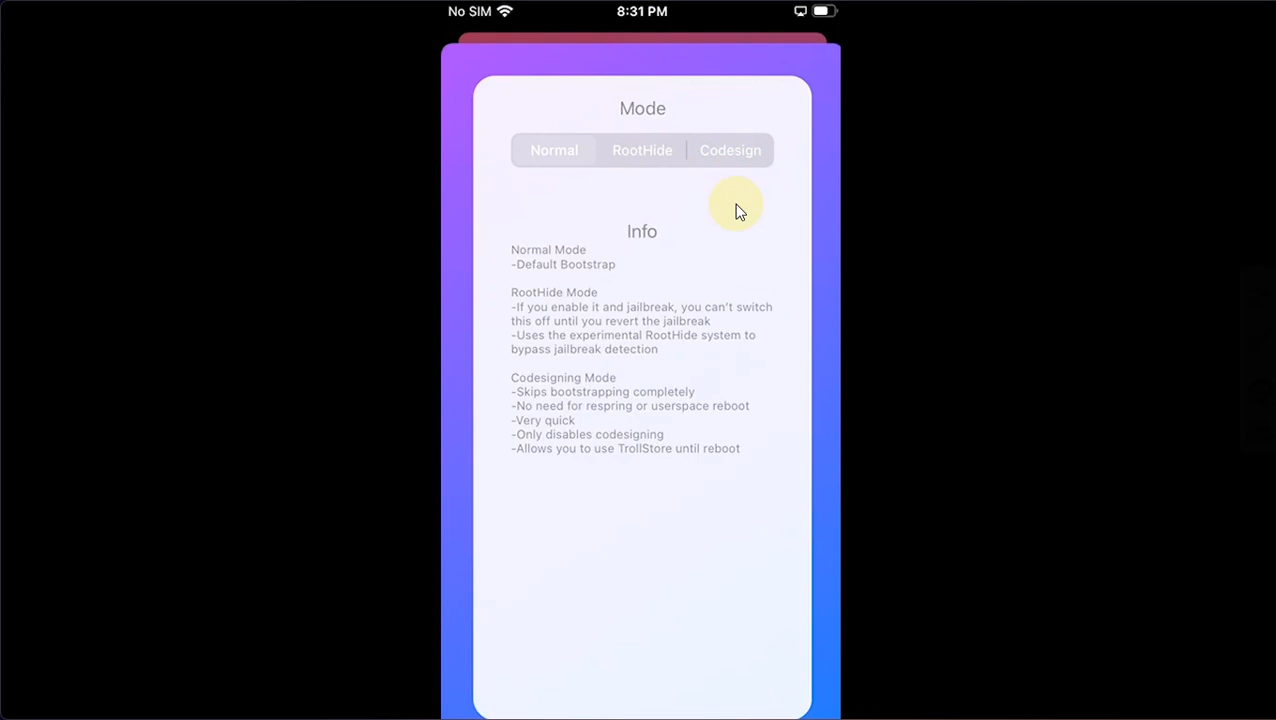 No SIM
8:31 PM
Mode
Normal
RootHide
Codesign
Info
Normal Mode
-Default Bootstrap
RootHide Mode
-If you enable it and jailbreak, you can't switch
this off until you revert the jailbreak
-Uses the experimental RootHide system to
bypass jailbreak detection
Codesigning Mode
-Skips bootstrapping completely
-No need for respring or userspace reboot
-Very quick
-Only disables codesigning
-Allows you to use TrollStore until reboot